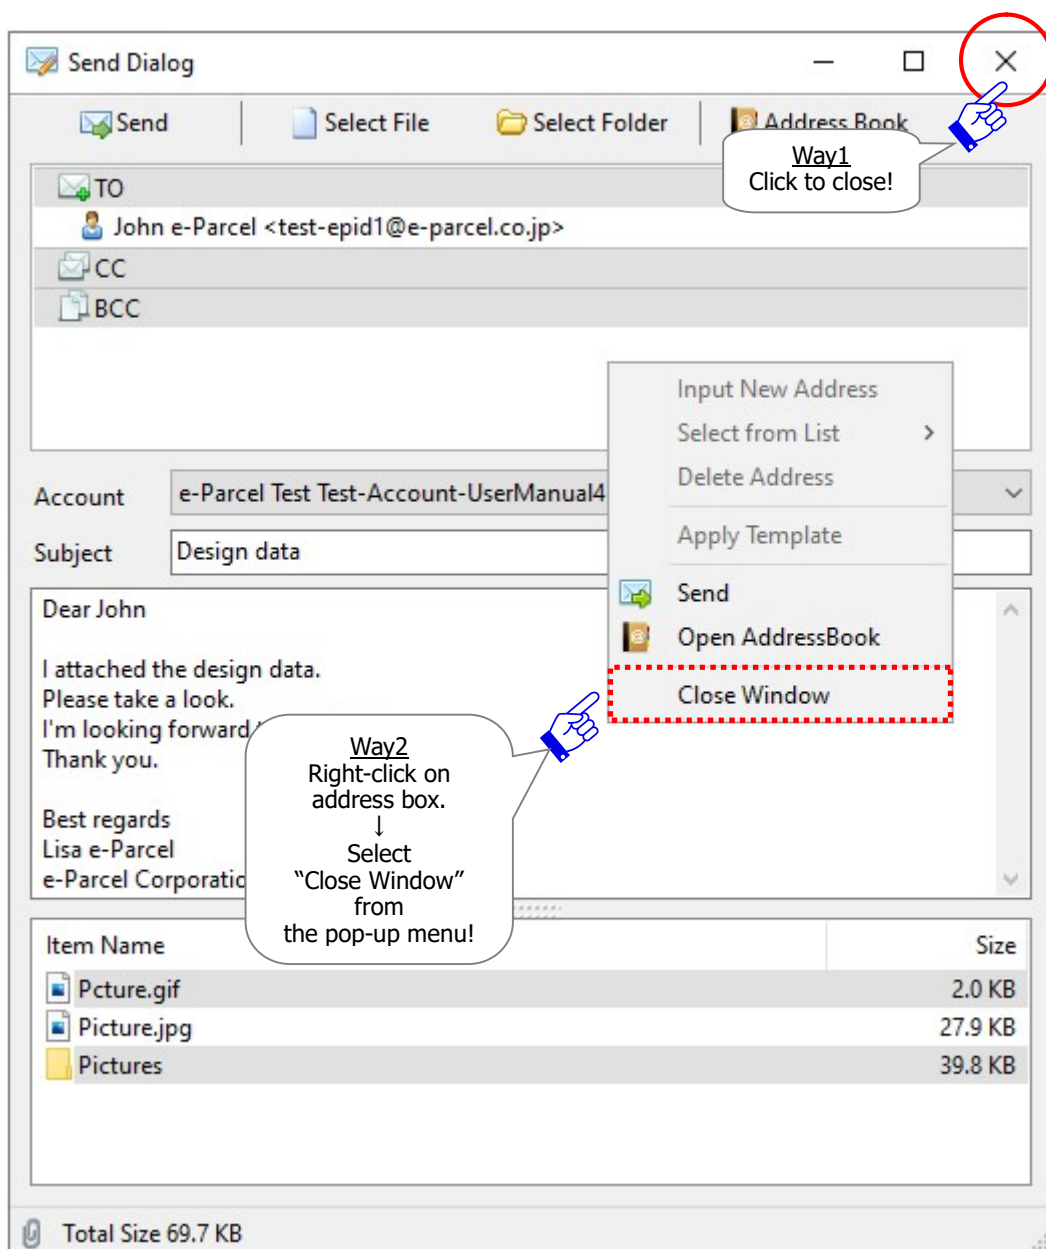 Send Dialog
Send
Select File
Select Folder
Address Book
Way1
Click to close!
TO
John e-Parcel <test-epid1@e-parcel.co.jp>
CC
BCC
Input New Address
Select from List
Delete Address
Apply Template
Send
Open AddressBook
Close Window
Account
e-Parcel Test Test-Account-UserManual4
Subject
Design data
Dear John
I attached the design data.
Please take a look.
I'm looking forward
Thank you.
Best regards
Lisa e-Parcel
e-Parcel Corporatio
Way2
Right-click on
address box.
↓
Select
“Close Window”
from
the pop-up menu!
Item Name
Size
Pcture.gif
2.0 KB
Picture.jpg
27.9 KB
Pictures
39.8 KB
Total Size 69.7 KB